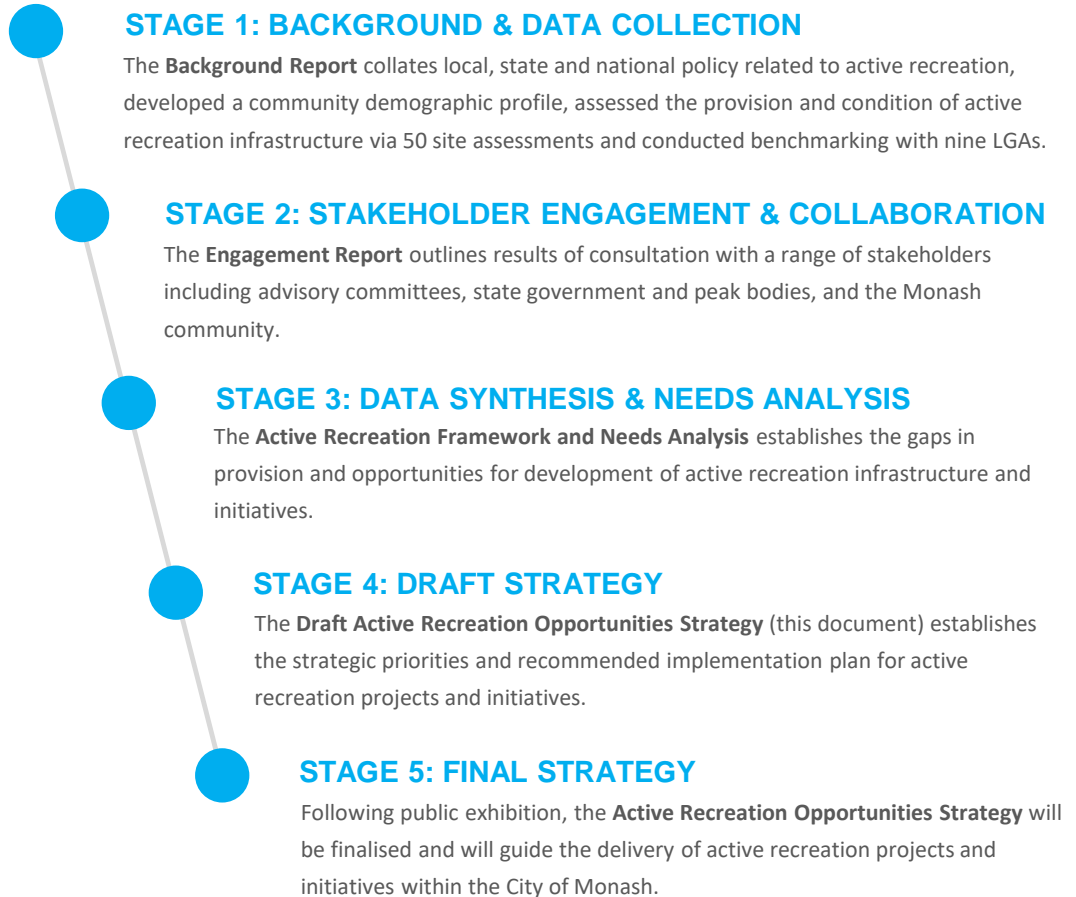 STAGE 1: BACKGROUND & DATA COLLECTION
The Background Report collates local, state and national policy related to active recreation,
developed a community demographic profile, assessed the provision and condition of active
recreation infrastructure via 50 site assessments and conducted benchmarking with nine LGAs.
STAGE 2: STAKEHOLDER ENGAGEMENT & COLLABORATION
The Engagement Report outlines results of consultation with a range of stakeholders
including advisory committees, state government and peak bodies, and the Monash
community.
STAGE 3: DATA SYNTHESIS & NEEDS ANALYSIS
The Active Recreation Framework and Needs Analysis establishes the gaps in
provision and opportunities for development of active recreation infrastructure and
initiatives.
STAGE 4: DRAFT STRATEGY
The Draft Active Recreation Opportunities Strategy (this document) establishes
the strategic priorities and recommended implementation plan for active
recreation projects and initiatives.
STAGE 5: FINAL STRATEGY
Following public exhibition, the Active Recreation Opportunities Strategy will
be finalised and will guide the delivery of active recreation projects and
initiatives within the City of Monash.